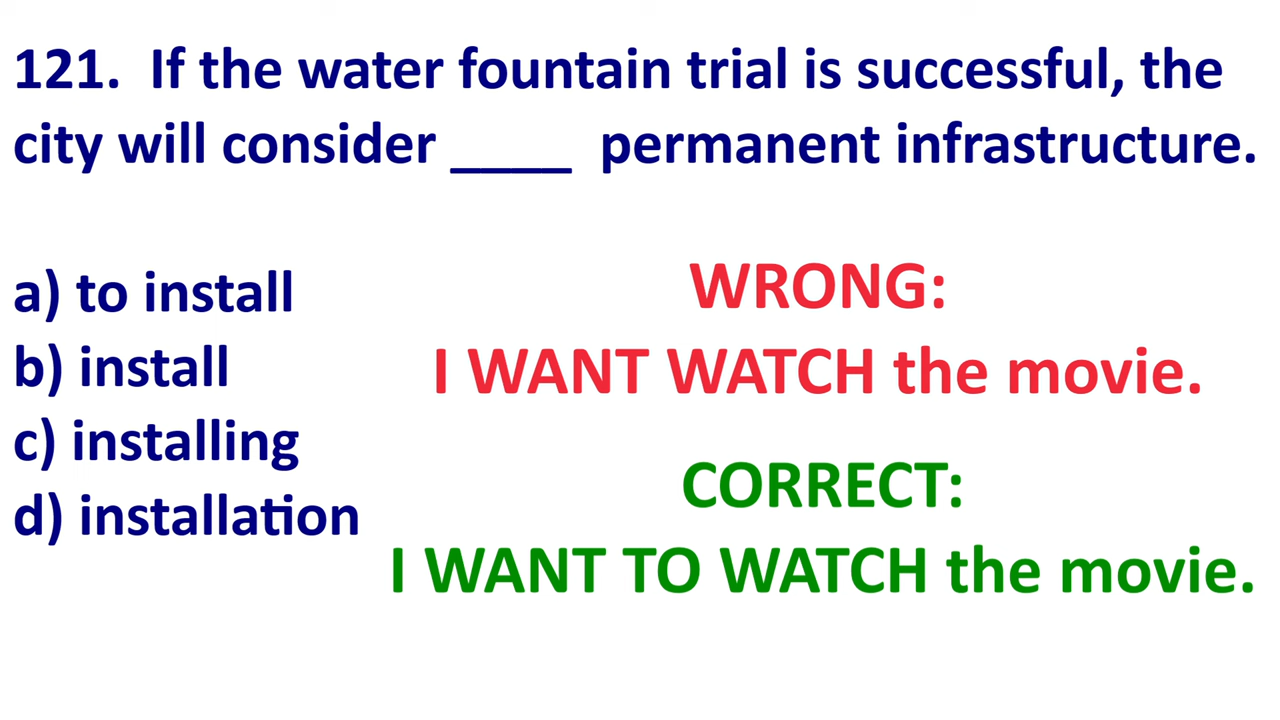 121. If the water fountain trial is successful, the
city will consider ____ permanent infrastructure.
a) to install
b) install
c) installing
d) installation
WRONG:
I WANT WATCH the movie.
CORRECT:
I WANT TO WATCH the movie.